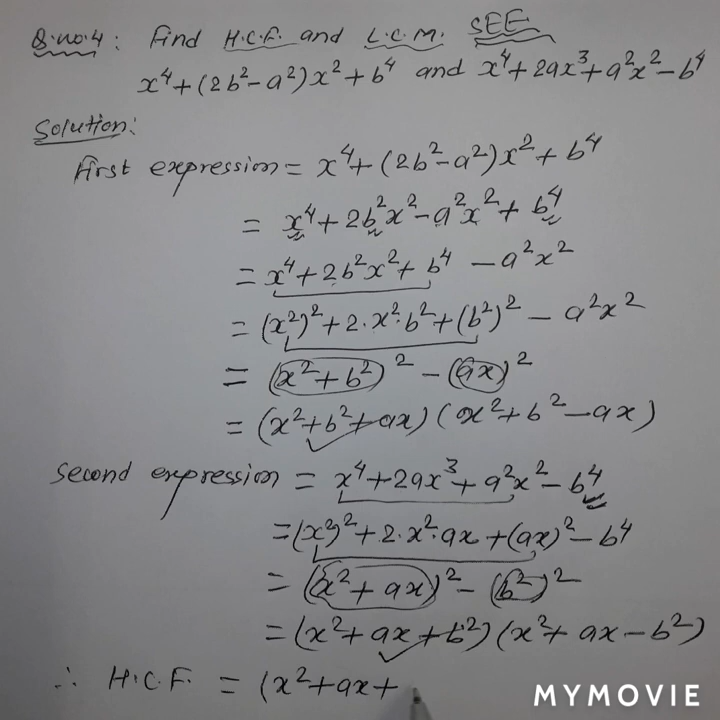 Q.no.4: Find H.C.F. and L.C.M. SEE.
x⁴+(2b²-a²)x²+b⁴ and x⁴+2ax³+a²x²-b⁴
Solution:
First expression = x⁴+(2b²-a²)x²+b⁴
= x⁴+2b²x²-a²x²+b⁴
= x⁴+2b²x²+b⁴-a²x²
= (x²)²+2·x²·b²+(b²)²-a²x²
= (x²+b²)²-(ax)²
= (x²+b²+ax)(x²+b²-ax)
Second expression = x⁴+2ax³+a²x²-b⁴
=(x²)²+2·x²·ax+(ax)²-b⁴
= (x²+ax)²-(b²)²
= (x²+ax+b²)(x²+ax-b²)
∴ H.C.F. = (x²+ax+
MYMOVIE